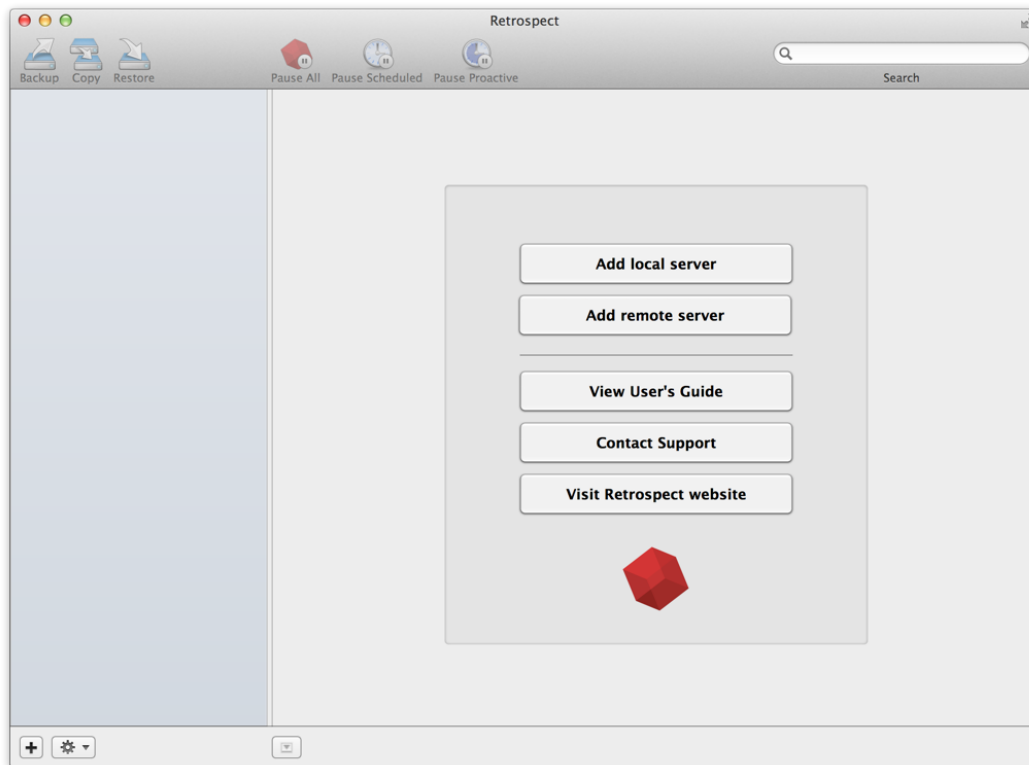 Retrospect
Backup Copy Restore Pause All Pause Scheduled Pause Proactive Search
Add local server
Add remote server
View User's Guide
Contact Support
Visit Retrospect website